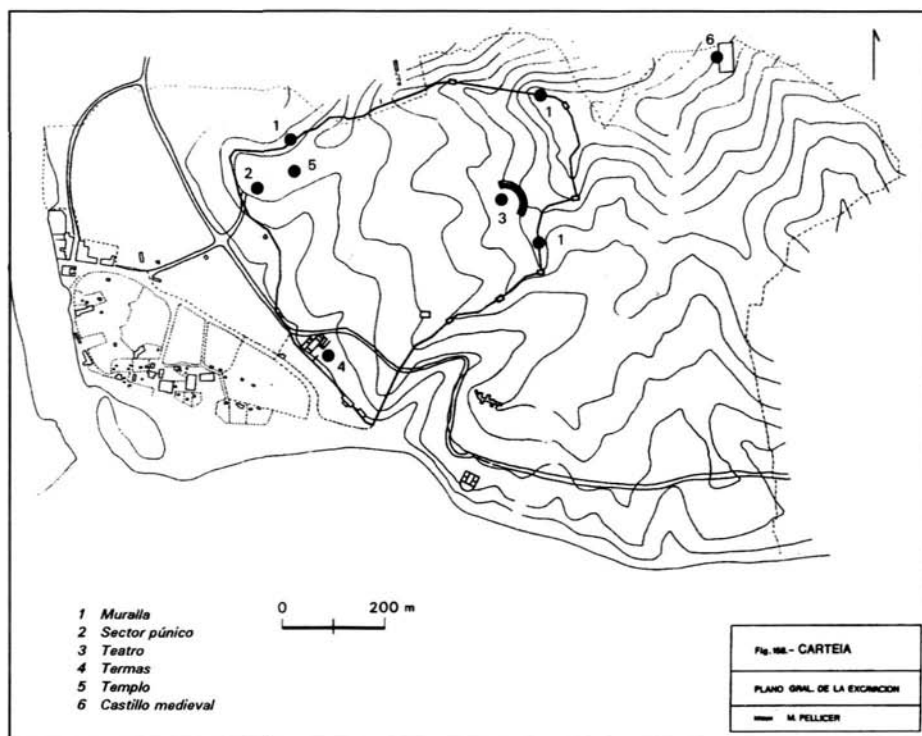 6
1
1
5
2
3
1
4
0 200 m
1 Muralla
2 Sector púnico
3 Teatro
4 Termas
5 Templo
6 Castillo medieval
CARTEIA
PLANO GRAL. DE LA EXCAVACION
M. PELLICER